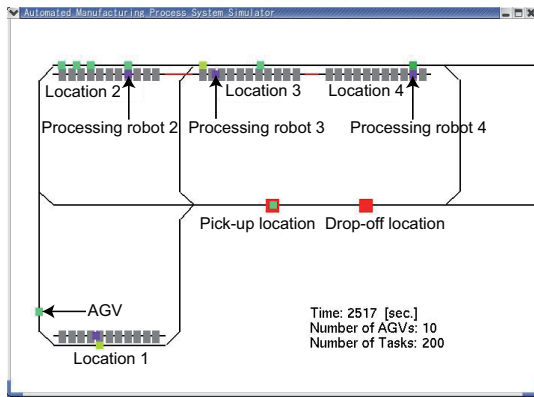 Automated Manufacturing Process System Simulator
Location 2
Location 3
Location 4
Processing robot 2
Processing robot 3
Processing robot 4
Pick-up location
Drop-off location
AGV
Time: 2517 [sec.]
Number of AGVs: 10
Number of Tasks: 200
Location 1